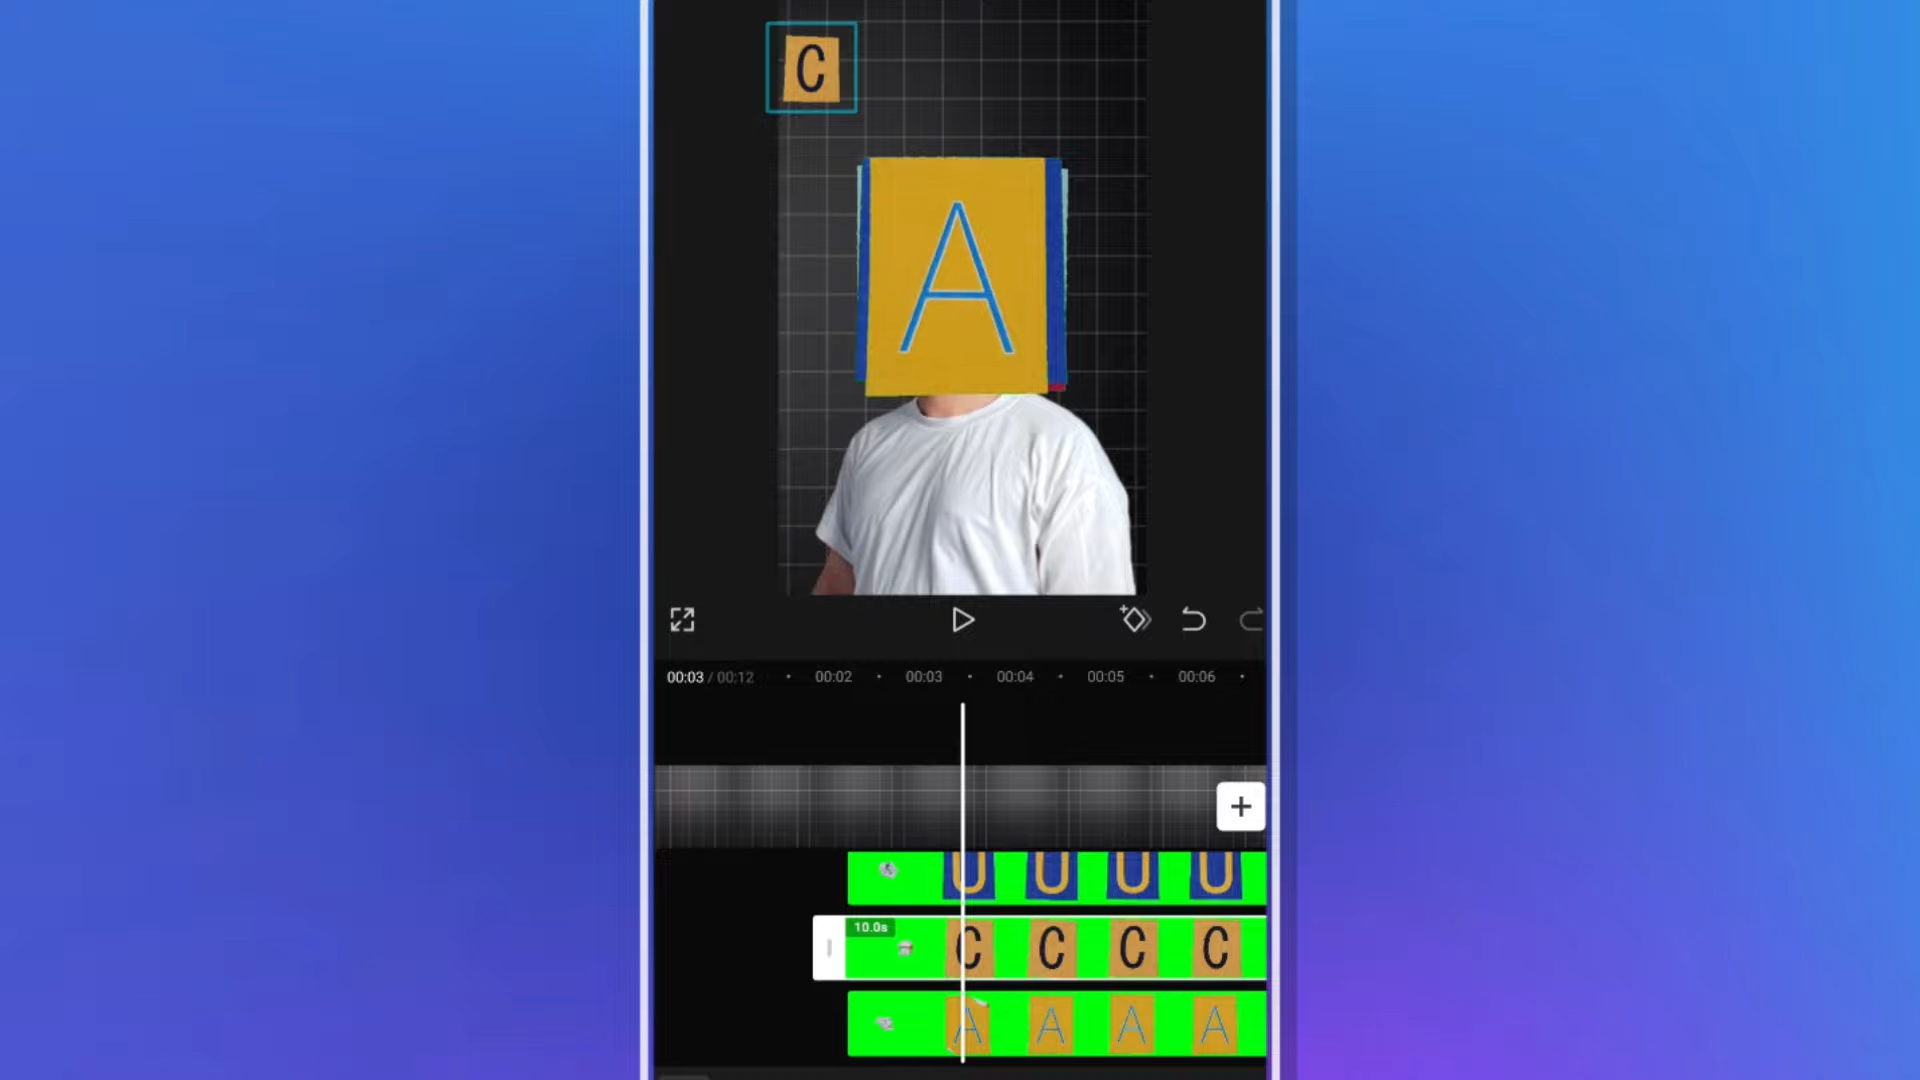 C
A
00:03 / 00:12 00:02 00:03 00:04 00:05 00:06
+
U U U U
10.0s
C C C C
A A A A